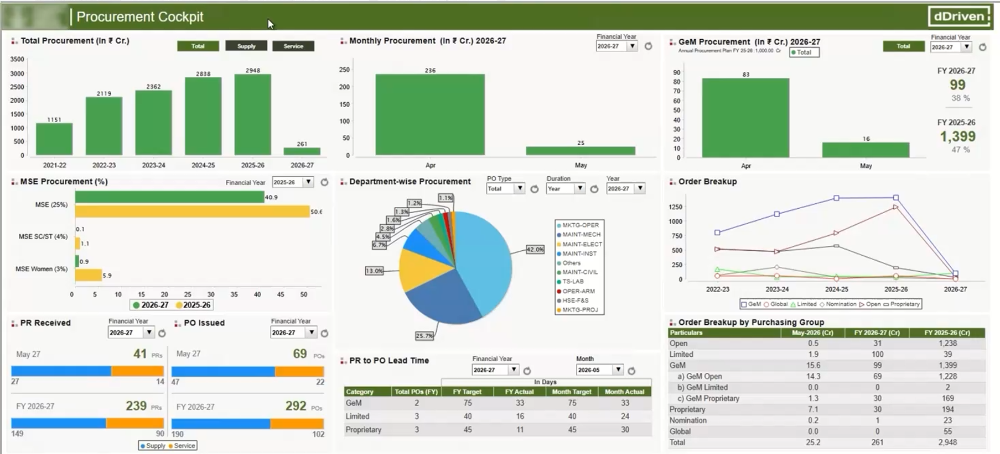 Procurement Cockpit
dDriven
Total Procurement (In ₹ Cr.)
Total
Supply
Service
3500
3000
2500
2000
1500
1000
500
0
1151
2119
2362
2838
2948
261
2021-22
2022-23
2023-24
2024-25
2025-26
2026-27
Monthly Procurement (In ₹ Cr.) 2026-27
Financial Year
2026-27
250
200
150
100
50
0
236
25
Apr
May
GeM Procurement (In ₹ Cr.) 2026-27
Annual Procurement Plan FY 25-26 :1,000.00 Cr
Total
Total
Financial Year
2026-27
90
80
70
60
50
40
30
20
10
0
83
16
Apr
May
FY 2026-27
99
38 %
FY 2025-26
1,399
47 %
MSE Procurement (%)
Financial Year
2025-26
MSE (25%)
40.9
50.6
MSE SC/ST (4%)
0.1
1.1
MSE Women (3%)
0.9
5.9
0 5 10 15 20 25 30 35 40 45 50
2026-27 2025-26
Department-wise Procurement
PO Type
Total
Duration
Year
Year
2026-27
1.1%
1.2%
1.3%
1.6%
2.8%
4.5%
6.7%
13.0%
25.7%
42.0%
MKTG-OPER
MAINT-MECH
MAINT-ELECT
MAINT-INST
Others
MAINT-CIVIL
TS-LAB
OPER-ARM
HSE-F&S
MKTG-PROJ
Order Breakup
1250
1000
750
500
250
0
2022-23
2023-24
2024-25
2025-26
2026-27
GeM Global Limited Nomination Open Proprietary
PR Received
Financial Year
2026-27
May 27
41 PRs
27 14
FY 2026-27
239 PRs
149 90
PO Issued
Financial Year
2026-27
May 27
69 POs
47 22
FY 2026-27
292 POs
190 102
Supply Service
PR to PO Lead Time
Financial Year
2026-27
Month
2026-05
In Days
Category Total POs (FY) FY Target FY Actual Month Target Month Actual
GeM 2 75 33 75 33
Limited 3 40 16 40 24
Proprietary 3 45 11 45 30
Order Breakup by Purchasing Group
Particulars May-2026 (Cr) FY 2026-27 (Cr) FY 2025-26 (Cr)
Open 0.5 31 1,238
Limited 1.9 100 39
GeM 15.6 99 1,399
a) GeM Open 14.3 69 1,228
b) GeM Limited 0.0 0 2
c) GeM Proprietary 1.3 30 169
Proprietary 7.1 30 194
Nomination 0.2 1 23
Global 0.0 0 55
Total 25.2 261 2,948